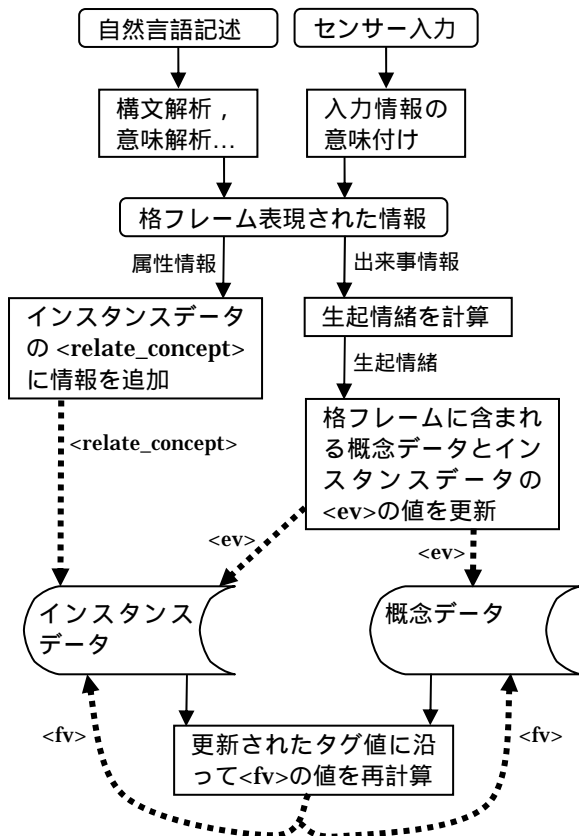 自然言語記述
センサー入力
構文解析，
意味解析…
入力情報の
意味付け
格フレーム表現された情報
属性情報
出来事情報
インスタンスデータ
の <relate_concept>
に情報を追加
生起情緒を計算
生起情緒
<relate_concept>
格フレームに含まれ
る概念データとイン
スタンスデータの
<ev>の値を更新
<ev>
<ev>
インスタンス
データ
概念データ
<fv>
更新されたタグ値に沿
って<fv>の値を再計算
<fv>